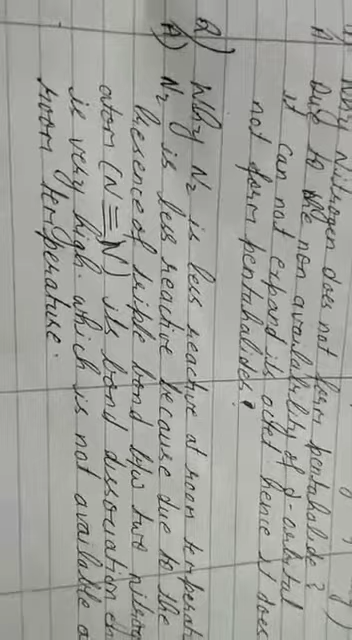 Why Nitrogen does not form pentahalide?
A Due to the non availability of d-orbital
it can not expand its octet hence it does
not form pentahalides.
2) Why N2 is less reactive at room temperat
A) N2 is less reactive because due to the
Presence of triple bond b/w two nitro
atom (N≡N) its bond dissociation en
is very high which is not available a
room temperature.